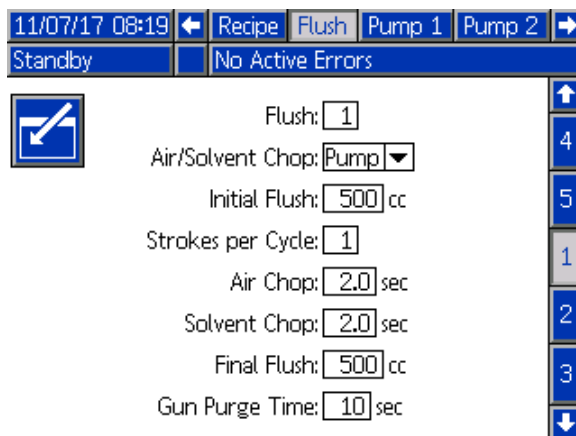 11/07/17 08:19 Recipe Flush Pump 1 Pump 2
Standby No Active Errors
Flush: 1
Air/Solvent Chop: Pump
Initial Flush: 500 cc
Strokes per Cycle: 1
Air Chop: 2.0 sec
Solvent Chop: 2.0 sec
Final Flush: 500 cc
Gun Purge Time: 10 sec
4
5
1
2
3